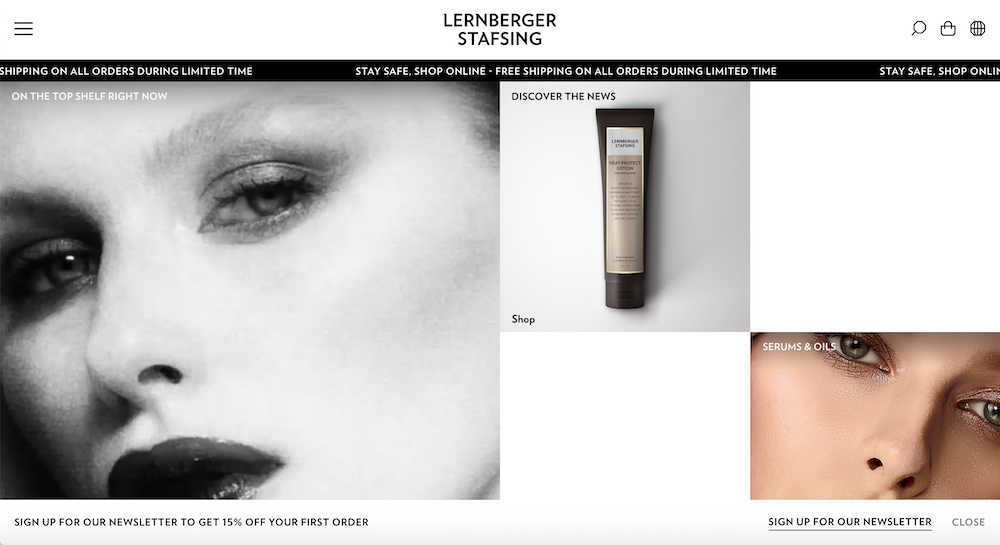 LERNBERGER
STAFSING
SHIPPING ON ALL ORDERS DURING LIMITED TIME
STAY SAFE, SHOP ONLINE - FREE SHIPPING ON ALL ORDERS DURING LIMITED TIME
STAY SAFE, SHOP
ON THE TOP SHELF RIGHT NOW
DISCOVER THE NEWS
LERNBERGER
STAFSING
HEAT PROTECT
LOTION
Shop
SERUMS & OILS
SIGN UP FOR OUR NEWSLETTER TO GET 15% OFF YOUR FIRST ORDER
SIGN UP FOR OUR NEWSLETTER
CLOSE